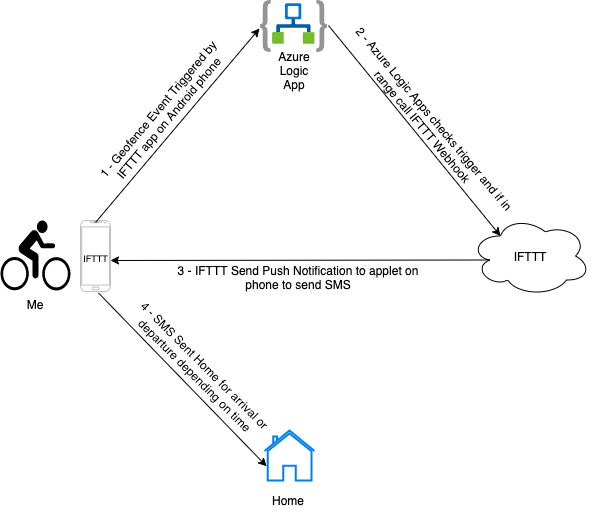 Azure
Logic
App
1 - Geofence Event Triggered by
IFTTT app on Android phone
2 - Azure Logic Apps checks trigger and if in
range call IFTTT Webhook
IFTTT
IFTTT
3 - IFTTT Send Push Notification to applet on
phone to send SMS
Me
4 - SMS Sent Home for arrival or
departure depending on time
Home